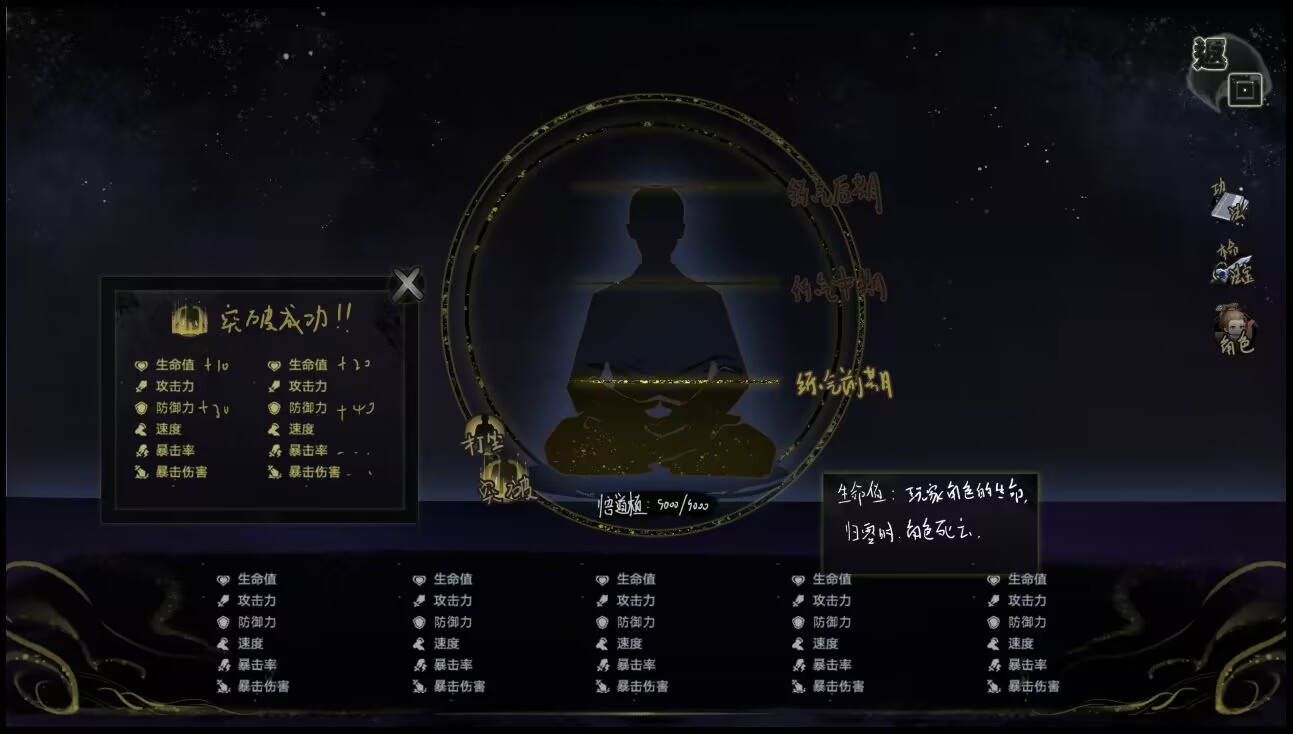 返
回
功
法
本命
法宝
角色
炼气后期
炼气中期
炼气前期
突破成功!!
生命值 +10 生命值 +20
攻击力 攻击力
防御力 +30 防御力 +40
速度 速度
暴击率 暴击率 ----
暴击伤害 暴击伤害 ---
打坐
突破
悟道值: 9000/9000
生命值: 玩家角色的生命,
归零时,角色死亡.
生命值 生命值 生命值 生命值 生命值
攻击力 攻击力 攻击力 攻击力 攻击力
防御力 防御力 防御力 防御力 防御力
速度 速度 速度 速度 速度
暴击率 暴击率 暴击率 暴击率 暴击率
暴击伤害 暴击伤害 暴击伤害 暴击伤害 暴击伤害